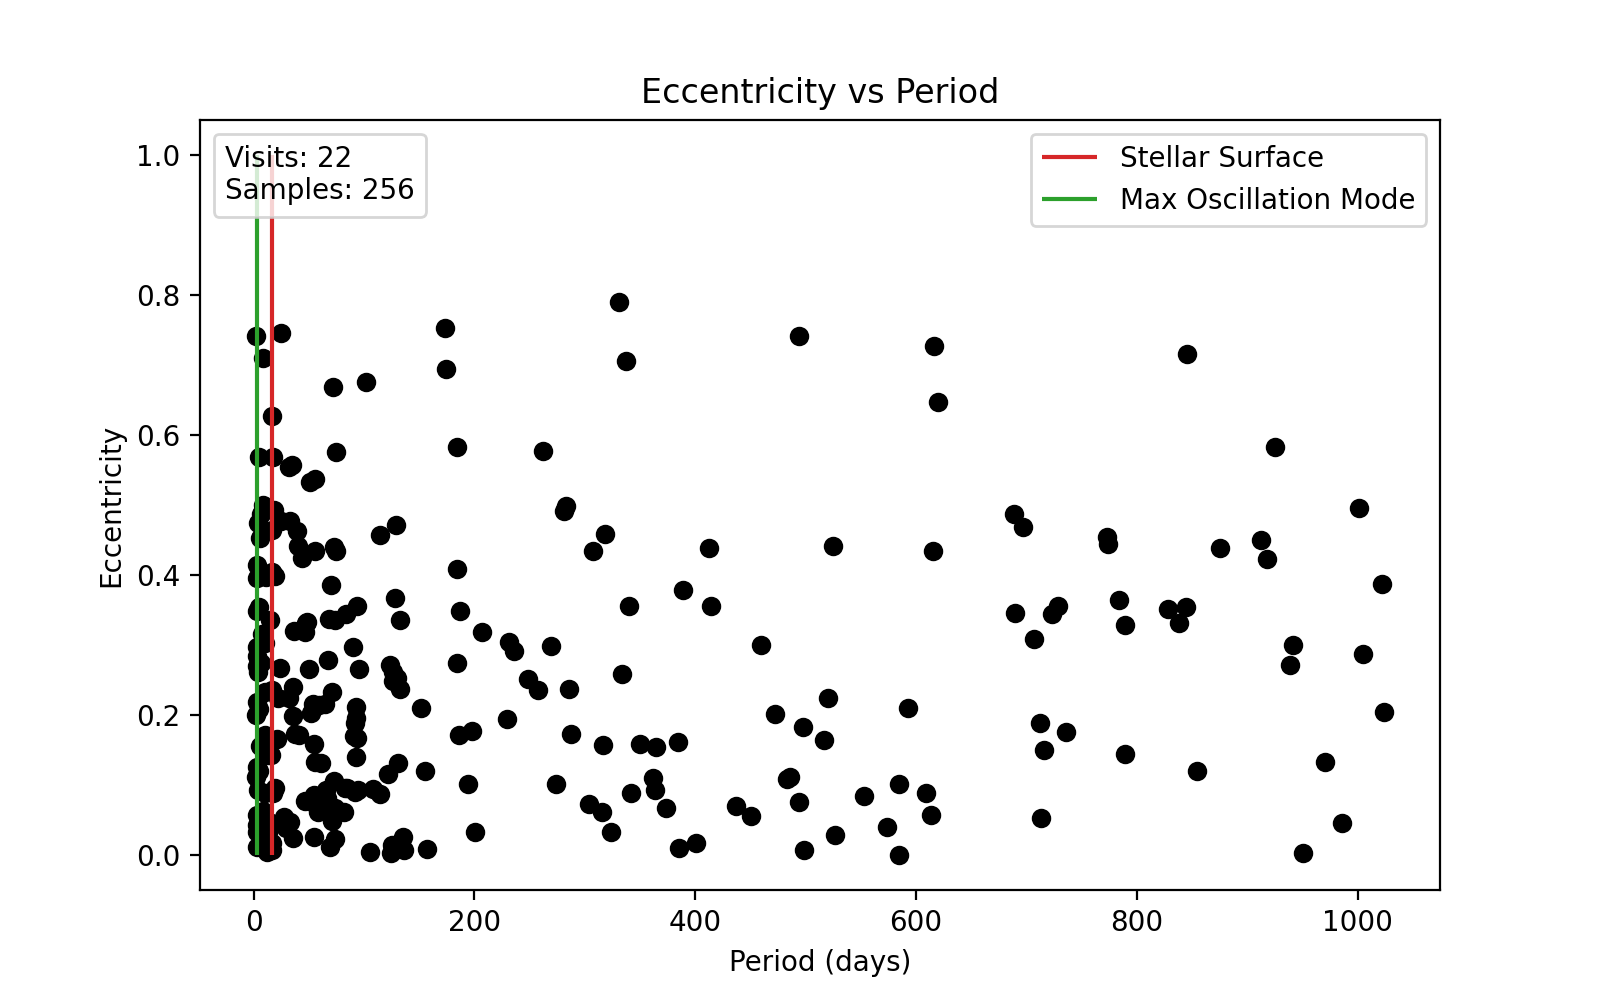 Eccentricity vs Period
Visits: 22
Samples: 256
Stellar Surface
Max Oscillation Mode
Eccentricity
1.0
0.8
0.6
0.4
0.2
0.0
0
200
400
600
800
1000
Period (days)